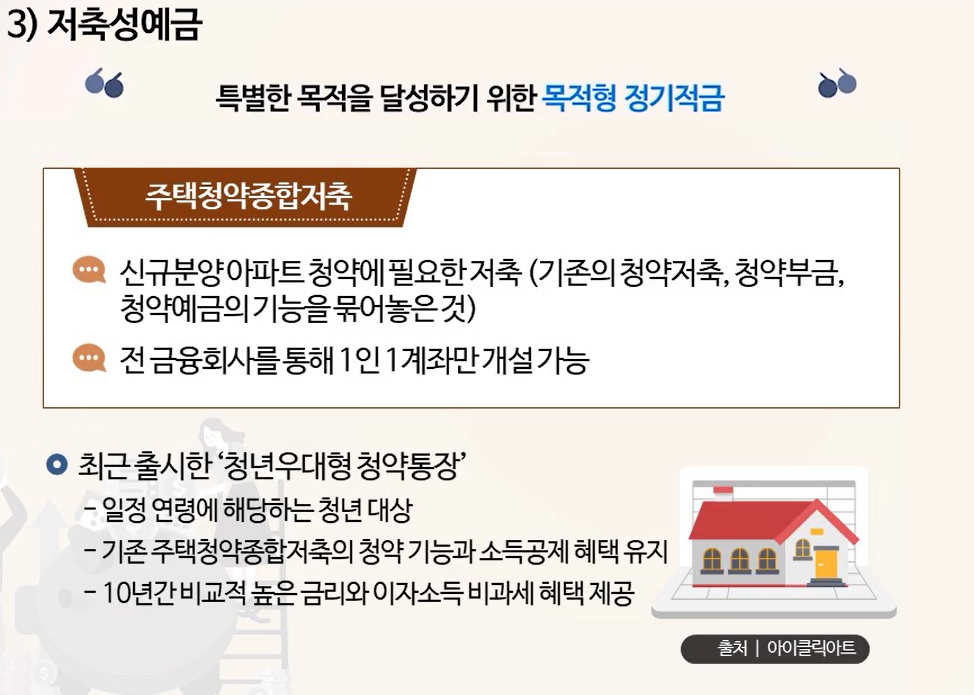 3) 저축성예금
특별한 목적을 달성하기 위한 목적형 정기적금
주택청약종합저축
신규분양 아파트 청약에 필요한 저축 (기존의 청약저축, 청약부금,
청약예금의 기능을 묶어놓은 것)
전 금융회사를 통해 1인 1계좌만 개설 가능
최근 출시한 ‘청년우대형 청약통장’
- 일정 연령에 해당하는 청년 대상
- 기존 주택청약종합저축의 청약 기능과 소득공제 혜택 유지
- 10년간 비교적 높은 금리와 이자소득 비과세 혜택 제공
출처 | 아이클릭아트